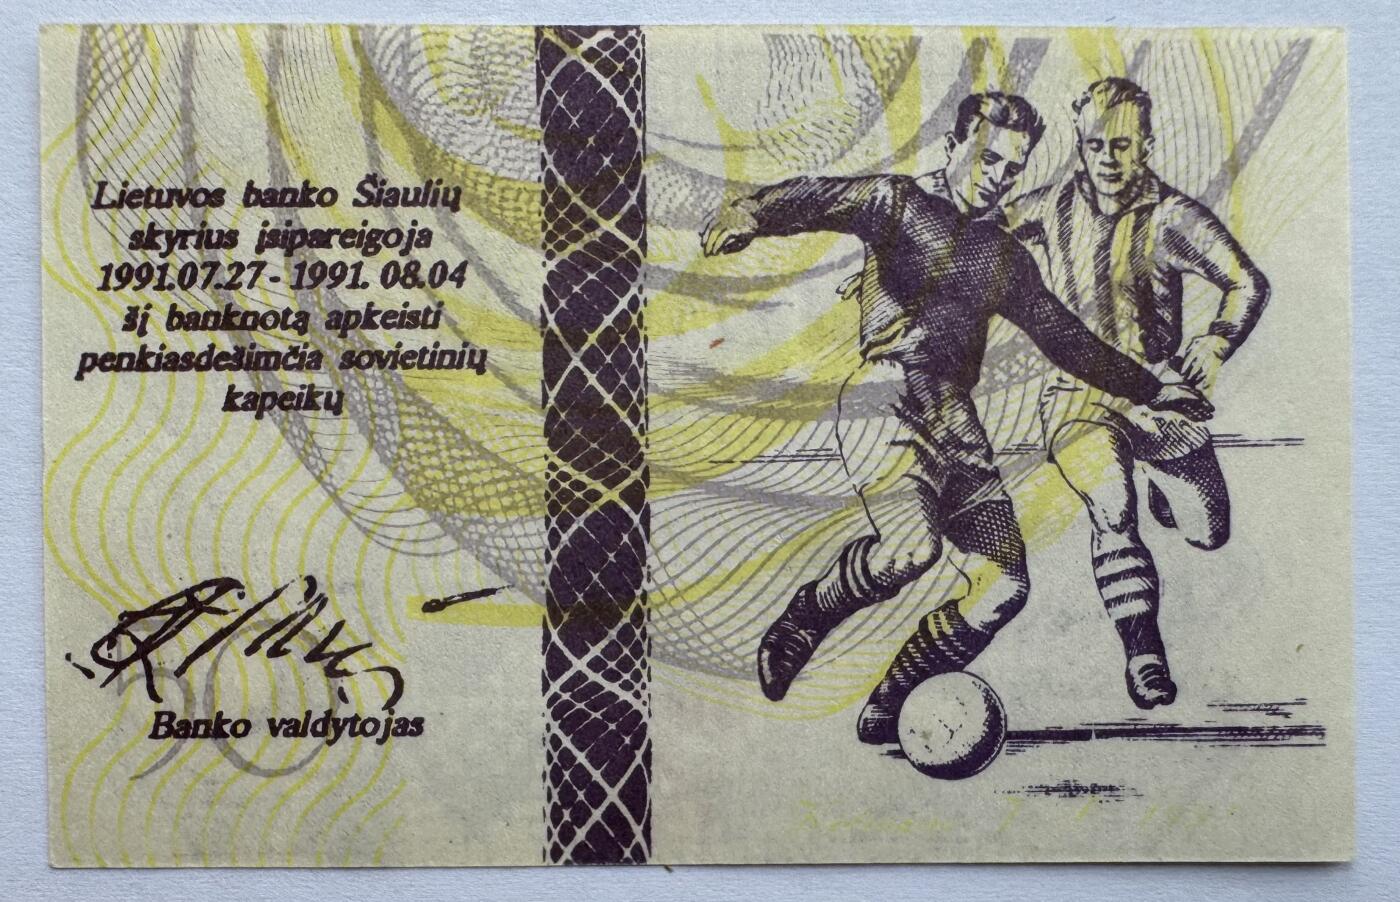 Lietuvos banko Šiaulių
skyrius įsipareigoja
1991.07.27 - 1991. 08.04
šį banknotą apkeisti
penkiasdešimčia sovietinių
kapeikų
50
Banko valdytojas